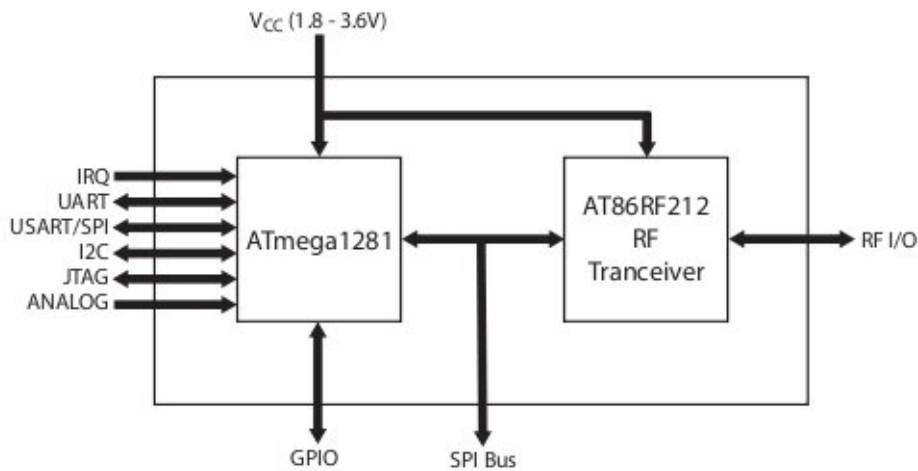 VCC (1.8 - 3.6V)
IRQ
UART
USART/SPI
I2C
JTAG
ANALOG
ATmega1281
AT86RF212
RF
Tranceiver
RF I/O
GPIO
SPI Bus